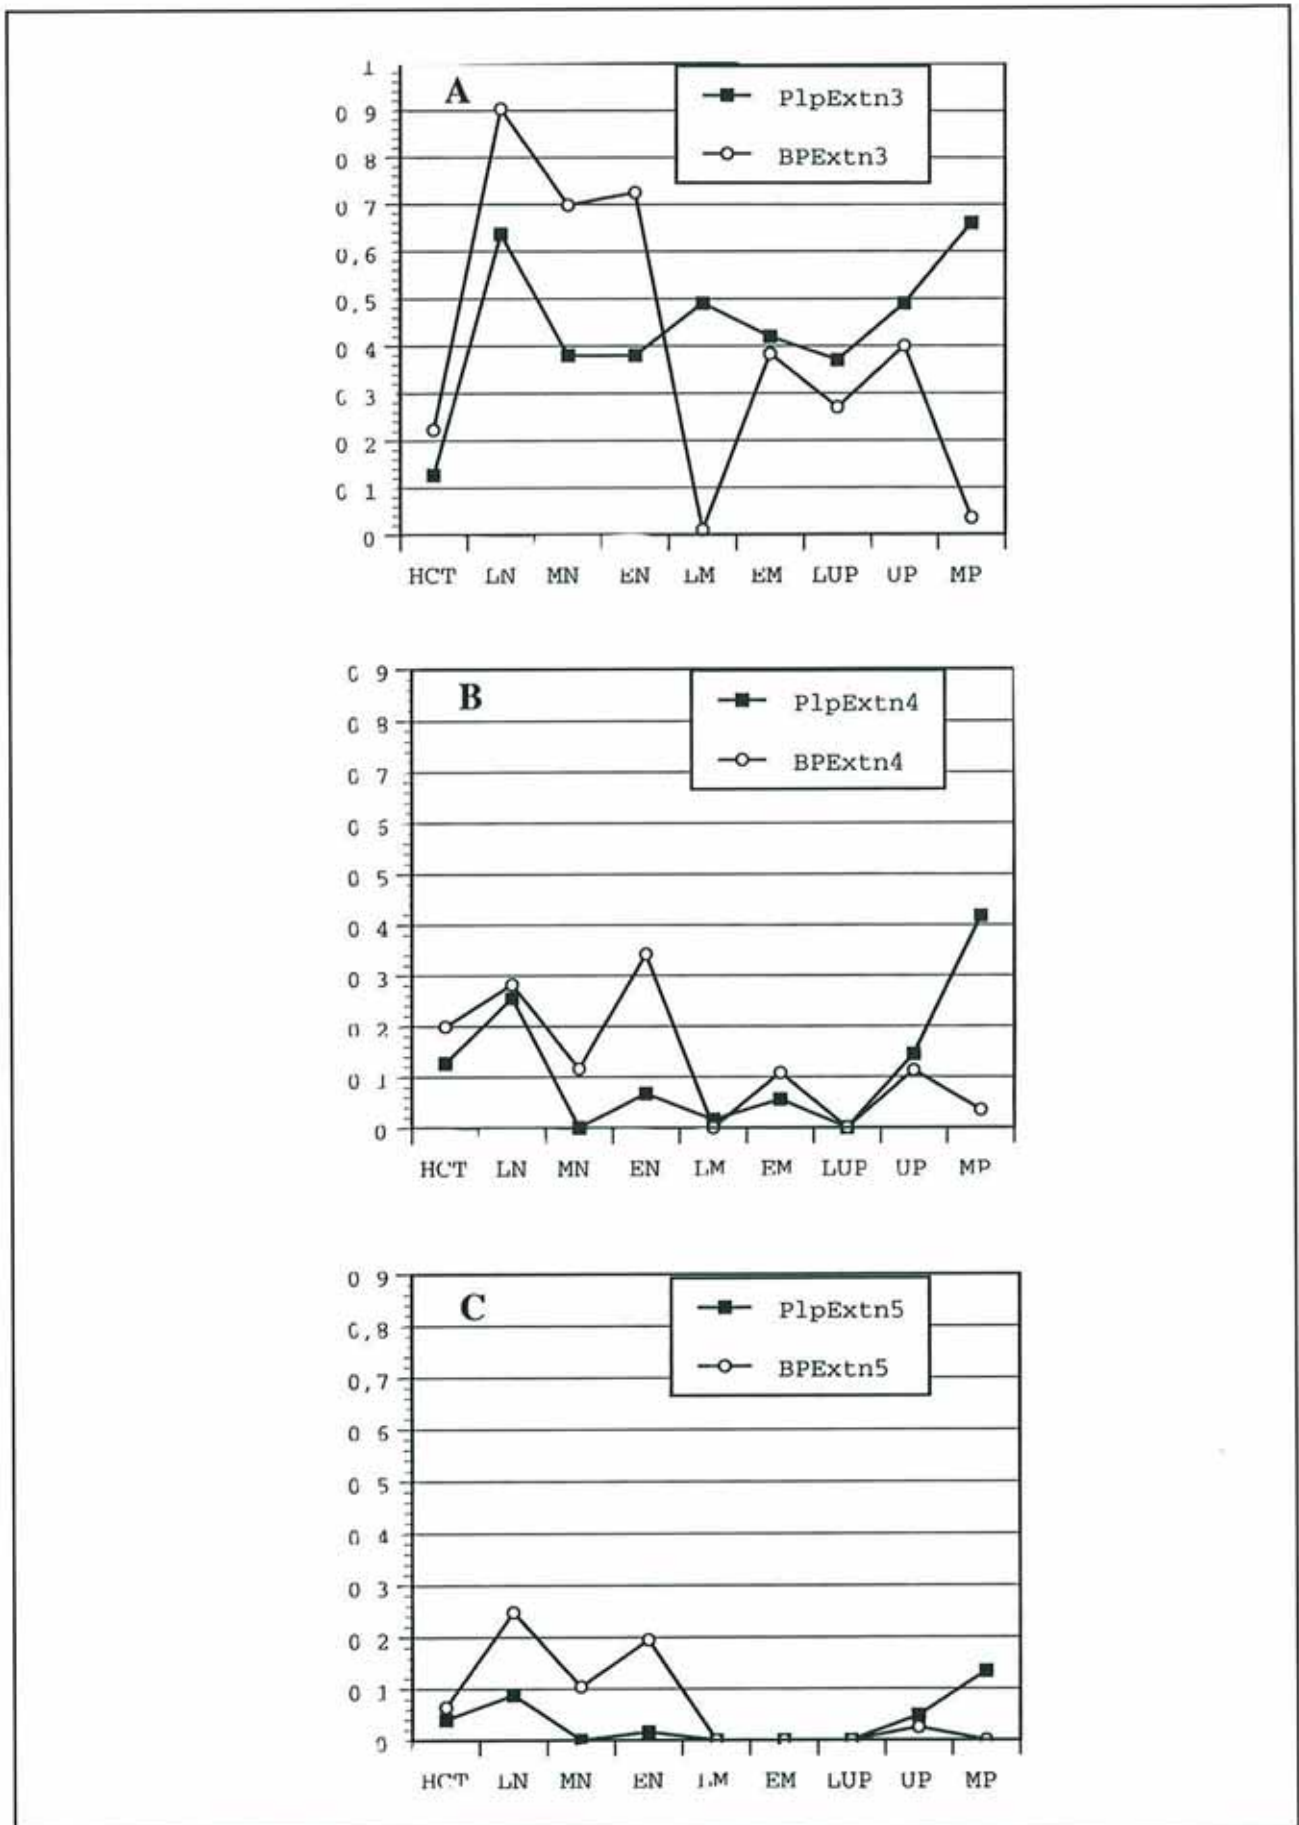 A
PlpExtn3
BPExtn3
1
0 9
0 8
0 7
0,6
0,5
0 4
0 3
0 2
0 1
0
HCT LN MN EN LM EM LUP UP MP
B
PlpExtn4
BPExtn4
0 9
0 8
0 7
0 6
0 5
0 4
0 3
0 2
0 1
0
HCT LN MN EN LM EM LUP UP MP
C
PlpExtn5
BPExtn5
0 9
0,8
0,7
0 6
0 5
0 4
0 3
0 2
0 1
0
HCT LN MN EN LM EM LUP UP MP